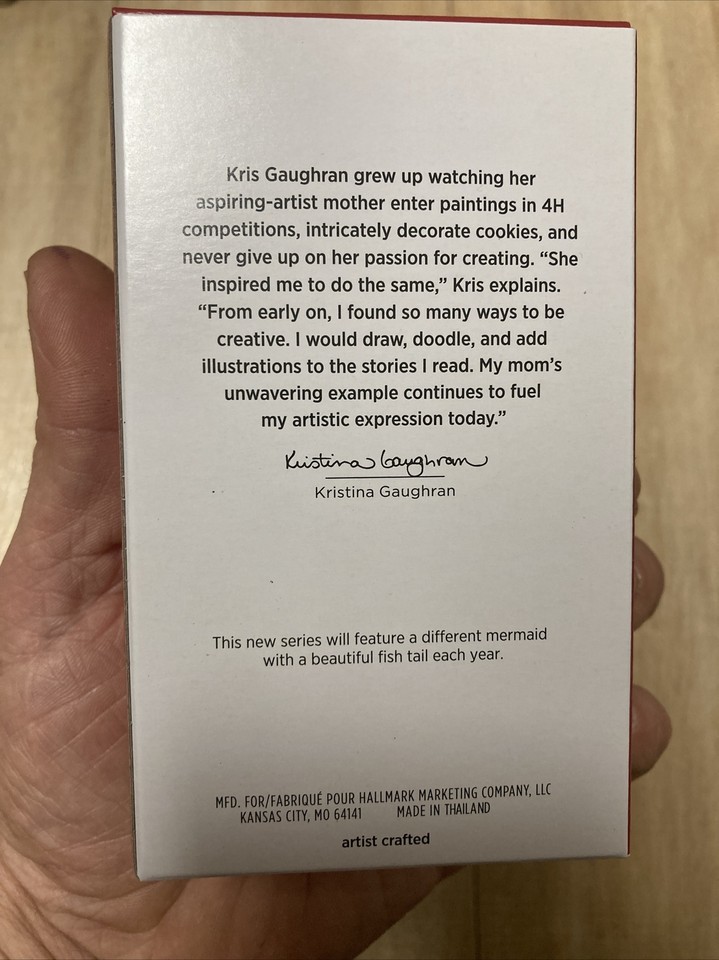 Kris Gaughran grew up watching her
aspiring-artist mother enter paintings in 4H
competitions, intricately decorate cookies, and
never give up on her passion for creating. “She
inspired me to do the same,” Kris explains.
“From early on, I found so many ways to be
creative. I would draw, doodle, and add
illustrations to the stories I read. My mom’s
unwavering example continues to fuel
my artistic expression today.”
Kristina Gaughran
Kristina Gaughran
This new series will feature a different mermaid
with a beautiful fish tail each year.
MFD. FOR/FABRIQUÉ POUR HALLMARK MARKETING COMPANY, LLC
KANSAS CITY, MO 64141 MADE IN THAILAND
artist crafted